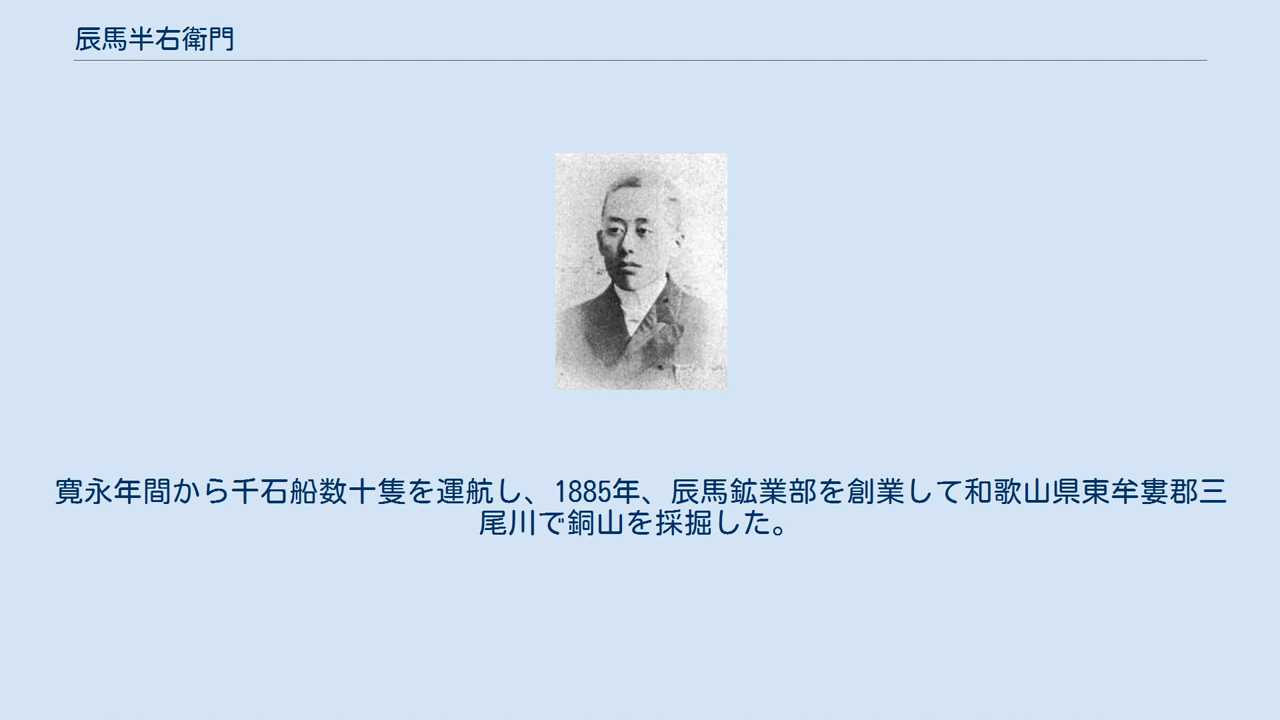 辰馬半右衛門
寛永年間から千石船数十隻を運航し、1885年、辰馬鉱業部を創業して和歌山県東牟婁郡三
尾川で銅山を採掘した。